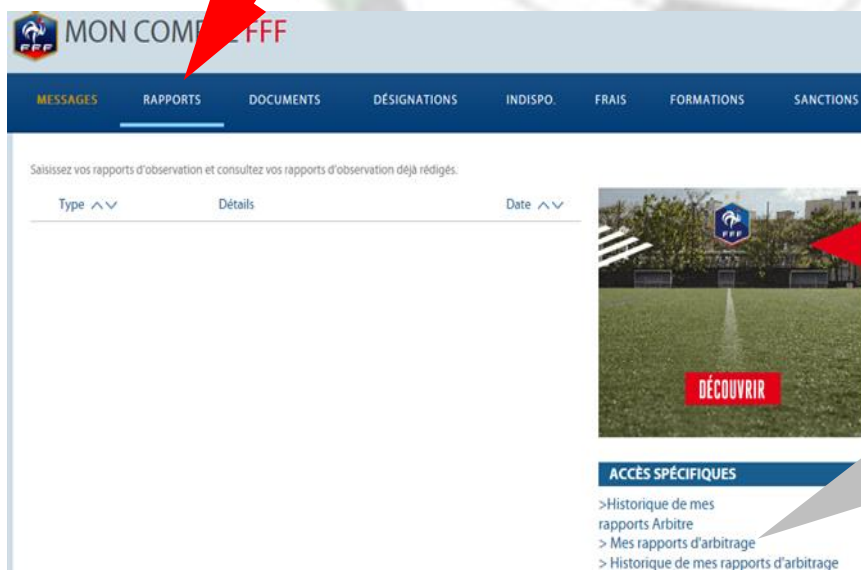 FFF
MON COM E FFF
MESSAGES RAPPORTS DOCUMENTS DÉSIGNATIONS INDISPO. FRAIS FORMATIONS SANCTIONS
Saisissez vos rapports d'observation et consultez vos rapports d'observation déjà rédigés.
Type Détails Date
FFF
DÉCOUVRIR
ACCÈS SPÉCIFIQUES
>Historique de mes
rapports Arbitre
> Mes rapports d'arbitrage
> Historique de mes rapports d'arbitrage